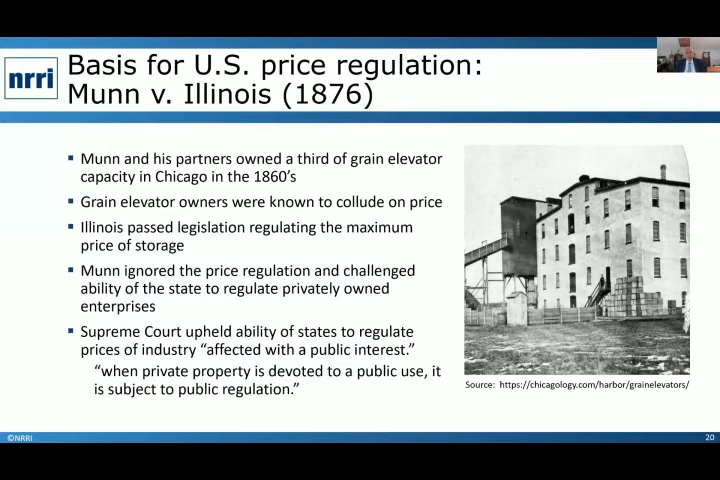 nrri
Basis for U.S. price regulation:
Munn v. Illinois (1876)
▪ Munn and his partners owned a third of grain elevator
capacity in Chicago in the 1860’s
▪ Grain elevator owners were known to collude on price
▪ Illinois passed legislation regulating the maximum
price of storage
▪ Munn ignored the price regulation and challenged
ability of the state to regulate privately owned
enterprises
▪ Supreme Court upheld ability of states to regulate
prices of industry “affected with a public interest.”
“when private property is devoted to a public use, it
is subject to public regulation.”
Source: https://chicagology.com/harbor/grainelevators/
©NRRI
20